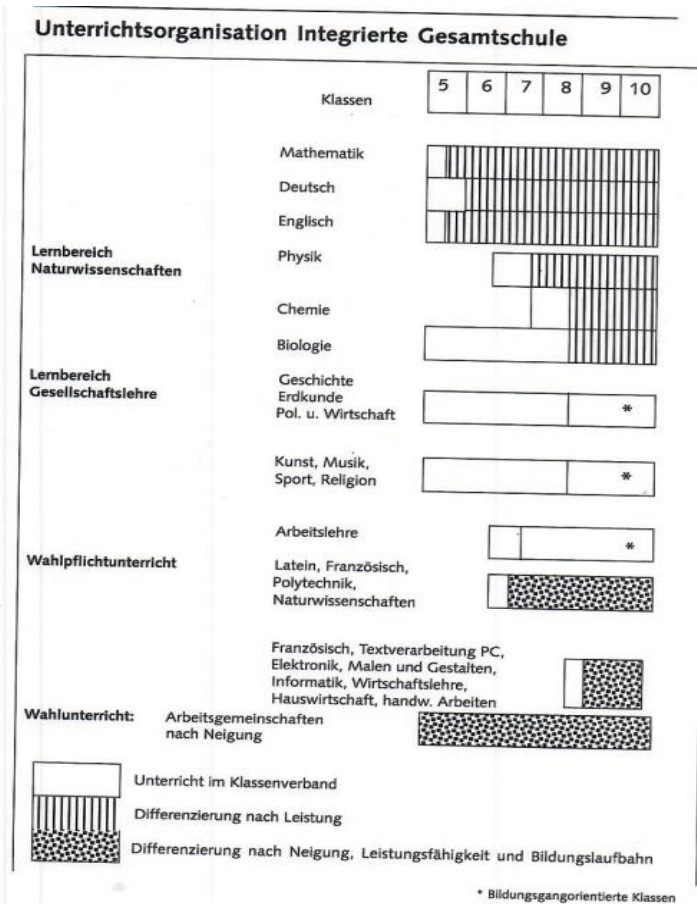 Unterrichtsorganisation Integrierte Gesamtschule
Klassen
5 6 7 8 9 10
Mathematik
Deutsch
Englisch
Lernbereich
Naturwissenschaften
Physik
Chemie
Biologie
Lernbereich
Gesellschaftslehre
Geschichte
Erdkunde
Pol. u. Wirtschaft
*
Kunst, Musik,
Sport, Religion
*
Arbeitslehre
*
Wahlpflichtunterricht
Latein, Französisch,
Polytechnik,
Naturwissenschaften
Französisch, Textverarbeitung PC,
Elektronik, Malen und Gestalten,
Informatik, Wirtschaftslehre,
Hauswirtschaft, handw. Arbeiten
Wahlunterricht: Arbeitsgemeinschaften
nach Neigung
Unterricht im Klassenverband
Differenzierung nach Leistung
Differenzierung nach Neigung, Leistungsfähigkeit und Bildungslaufbahn
* Bildungsgangorientierte Klassen